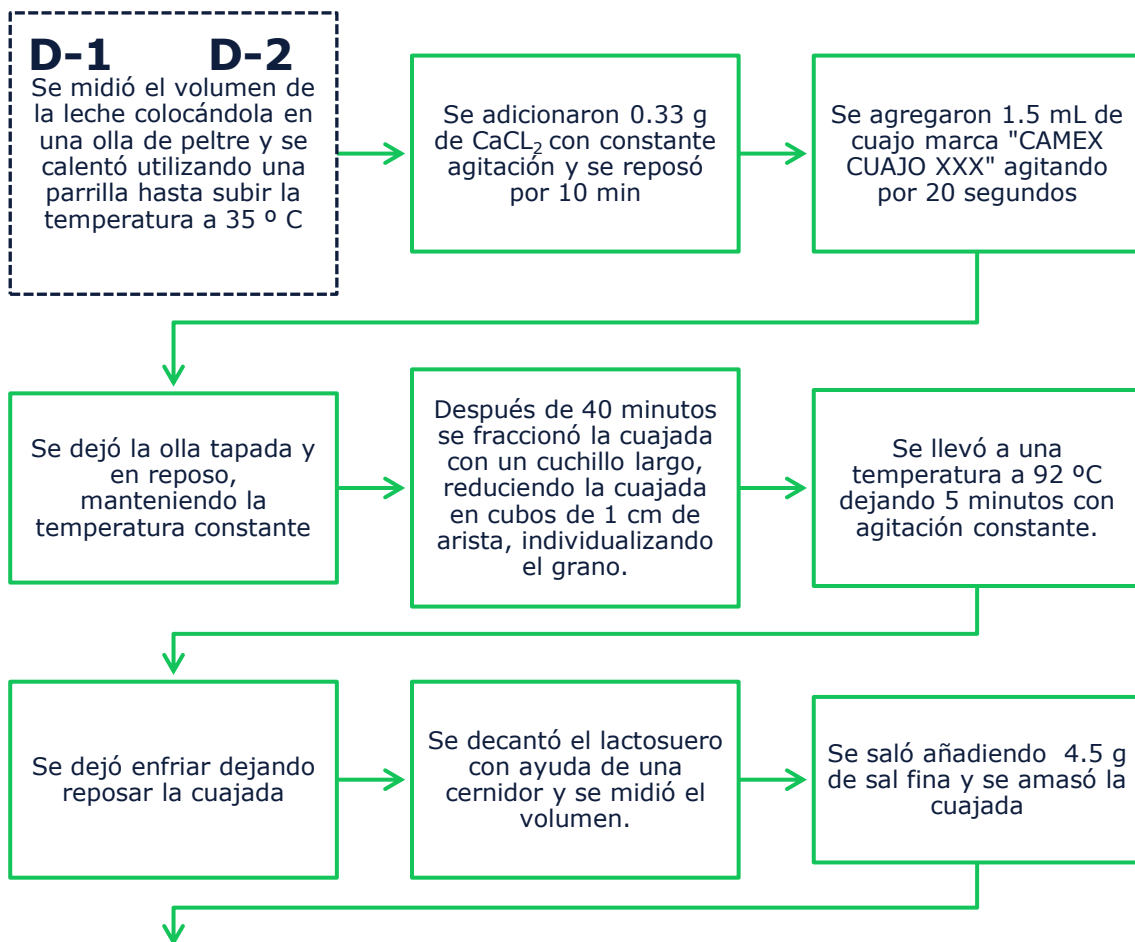 D-1 D-2
Se midió el volumen de
la leche colocándola en
una olla de peltre y se
calentó utilizando una
parrilla hasta subir la
temperatura a 35 º C
Se adicionaron 0.33 g
de CaCL₂ con constante
agitación y se reposó
por 10 min
Se agregaron 1.5 mL de
cuajo marca "CAMEX
CUAJO XXX" agitando
por 20 segundos
Se dejó la olla tapada y
en reposo,
manteniendo la
temperatura constante
Después de 40 minutos
se fraccionó la cuajada
con un cuchillo largo,
reduciendo la cuajada
en cubos de 1 cm de
arista, individualizando
el grano.
Se llevó a una
temperatura a 92 ºC
dejando 5 minutos con
agitación constante.
Se dejó enfriar dejando
reposar la cuajada
Se decantó el lactosuero
con ayuda de una
cernidor y se midió el
volumen.
Se saló añadiendo 4.5 g
de sal fina y se amasó la
cuajada